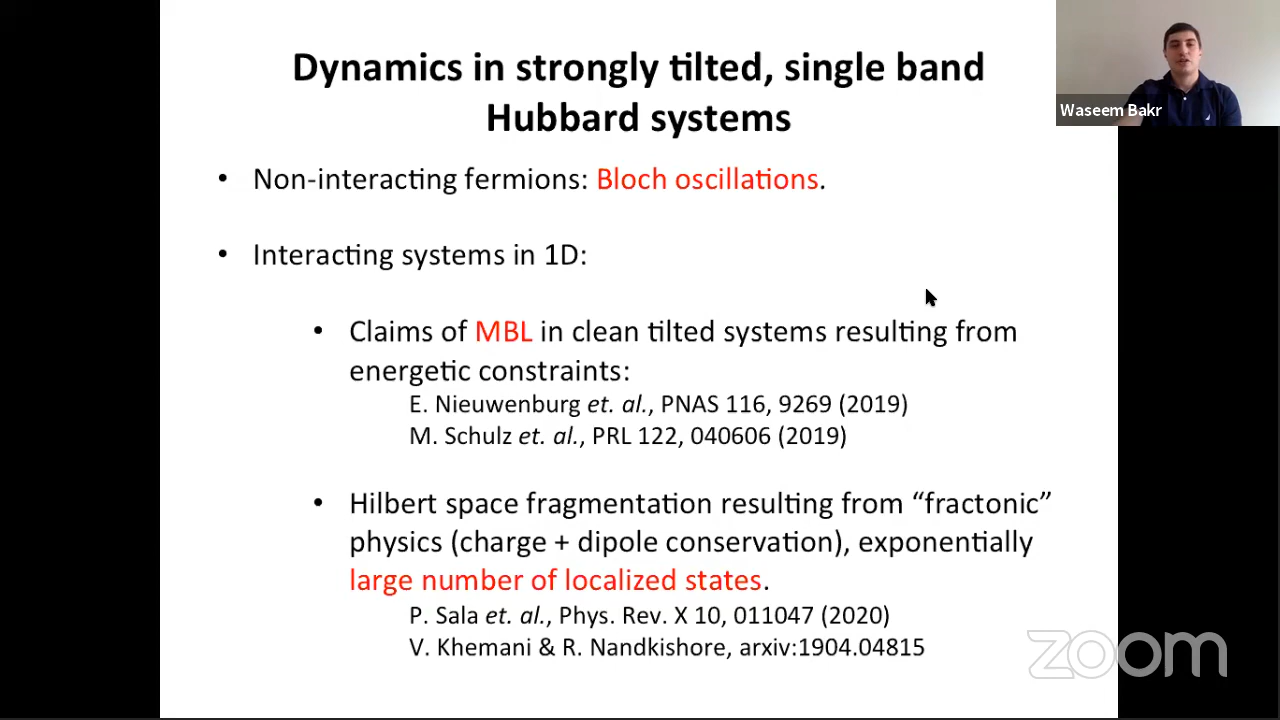 Dynamics in strongly tilted, single band
Hubbard systems
Waseem Bakr
• Non-interacting fermions: Bloch oscillations.
• Interacting systems in 1D:
• Claims of MBL in clean tilted systems resulting from
energetic constraints:
E. Nieuwenburg et. al., PNAS 116, 9269 (2019)
M. Schulz et. al., PRL 122, 040606 (2019)
• Hilbert space fragmentation resulting from “fractonic”
physics (charge + dipole conservation), exponentially
large number of localized states.
P. Sala et. al., Phys. Rev. X 10, 011047 (2020)
V. Khemani & R. Nandkishore, arxiv:1904.04815
zoom